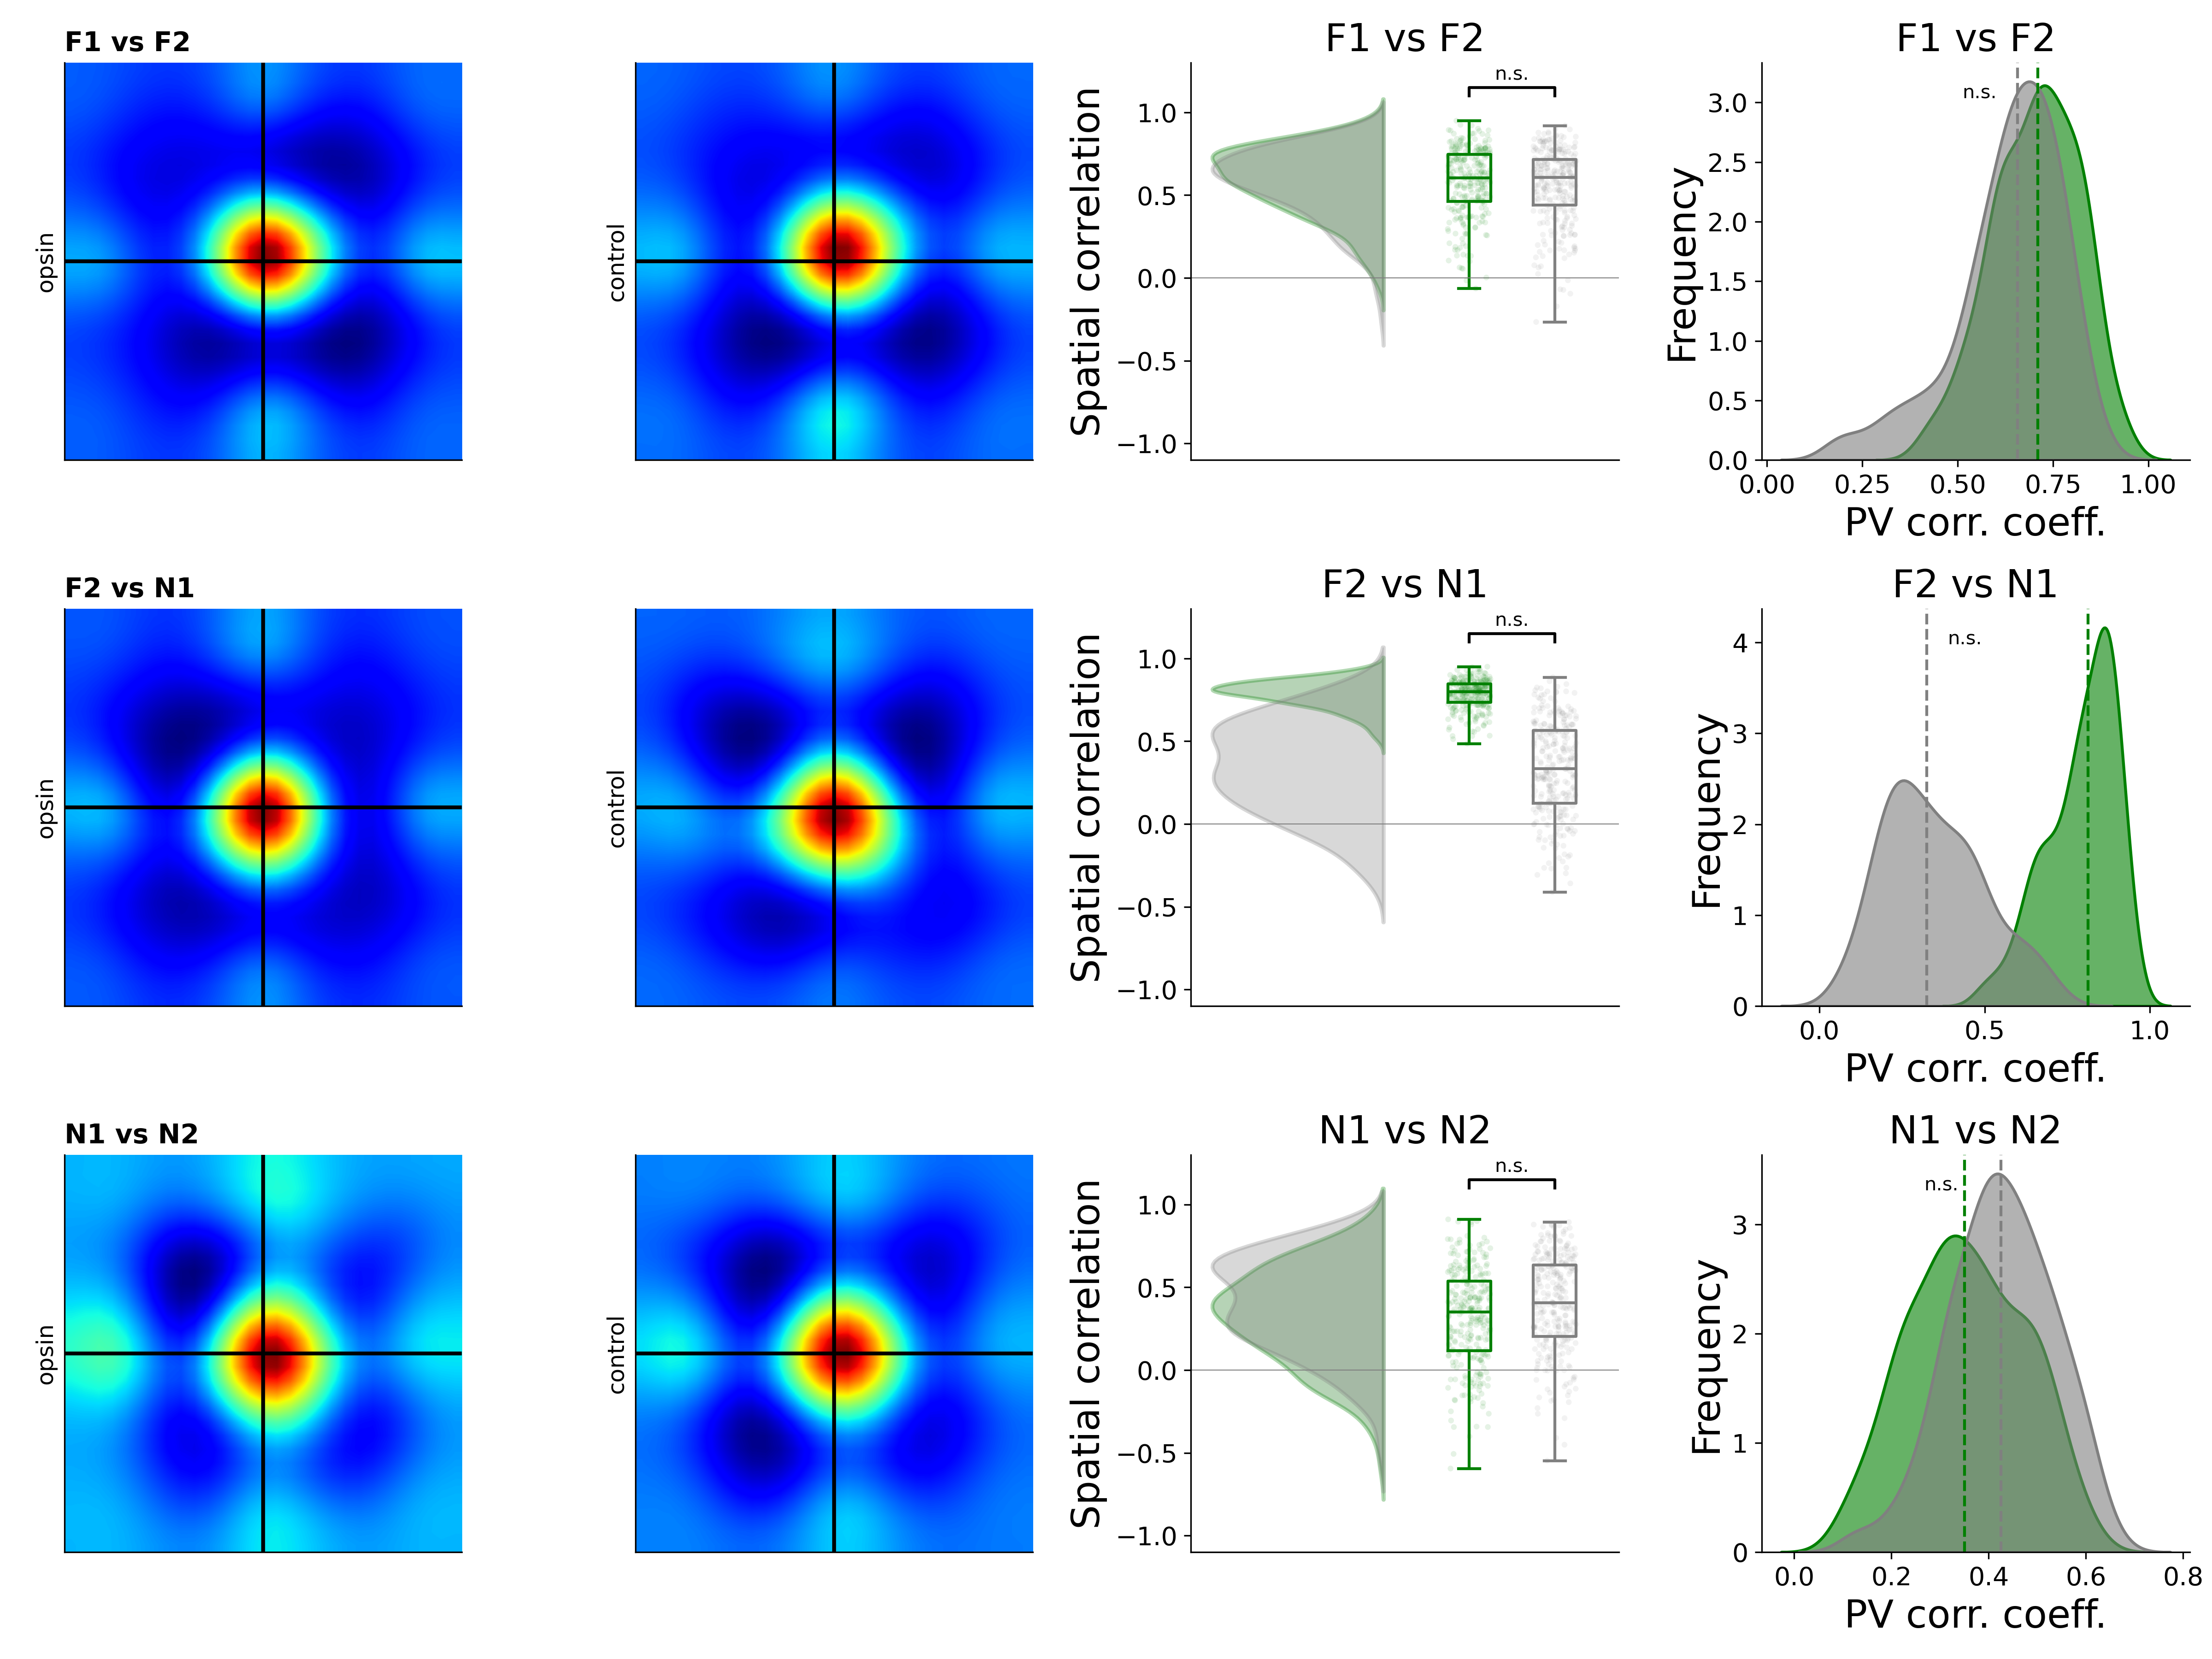 F1 vs F2
opsin
control
F1 vs F2
Spatial correlation
1.0
0.5
0.0
−0.5
−1.0
n.s.
F1 vs F2
Frequency
3.0
2.5
2.0
1.5
1.0
0.5
0.0
n.s.
0.00 0.25 0.50 0.75 1.00
PV corr. coeff.
F2 vs N1
opsin
control
F2 vs N1
Spatial correlation
1.0
0.5
0.0
−0.5
−1.0
n.s.
F2 vs N1
Frequency
4
3
2
1
0
n.s.
0.0 0.5 1.0
PV corr. coeff.
N1 vs N2
opsin
control
N1 vs N2
Spatial correlation
1.0
0.5
0.0
−0.5
−1.0
n.s.
N1 vs N2
Frequency
3
2
1
0
n.s.
0.0 0.2 0.4 0.6 0.8
PV corr. coeff.